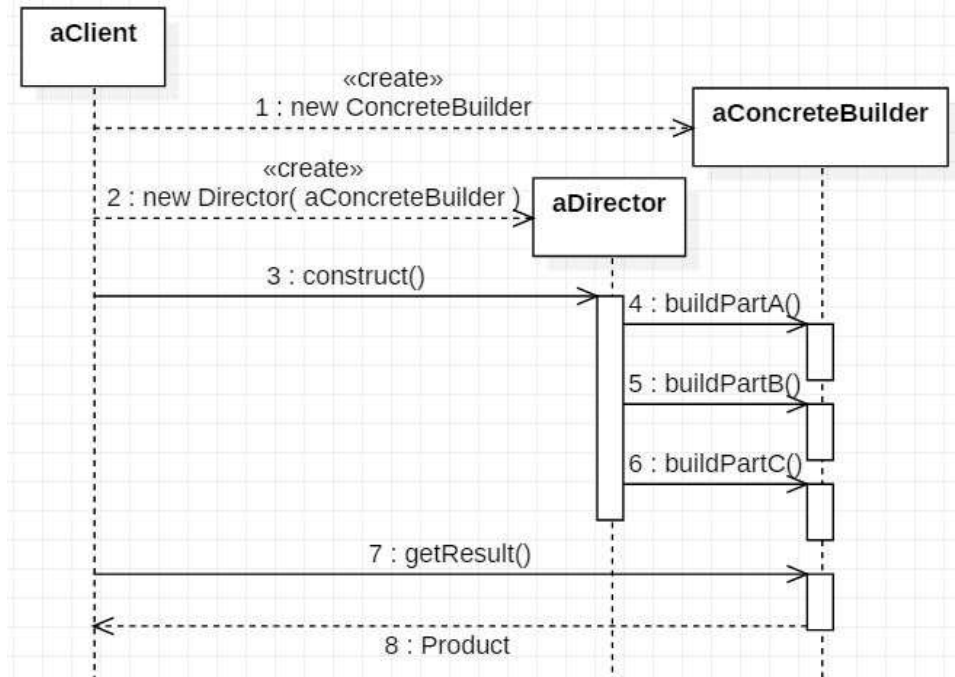 aClient
«create»
1 : new ConcreteBuilder
aConcreteBuilder
«create»
2 : new Director( aConcreteBuilder )
aDirector
3 : construct()
4 : buildPartA()
5 : buildPartB()
6 : buildPartC()
7 : getResult()
8 : Product